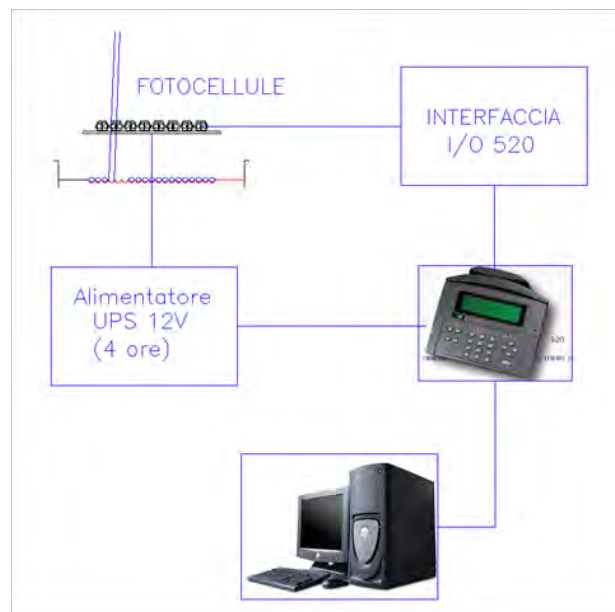 FOTOCELLULE
INTERFACCIA
I/O 520
Alimentatore
UPS 12V
(4 ore)
520